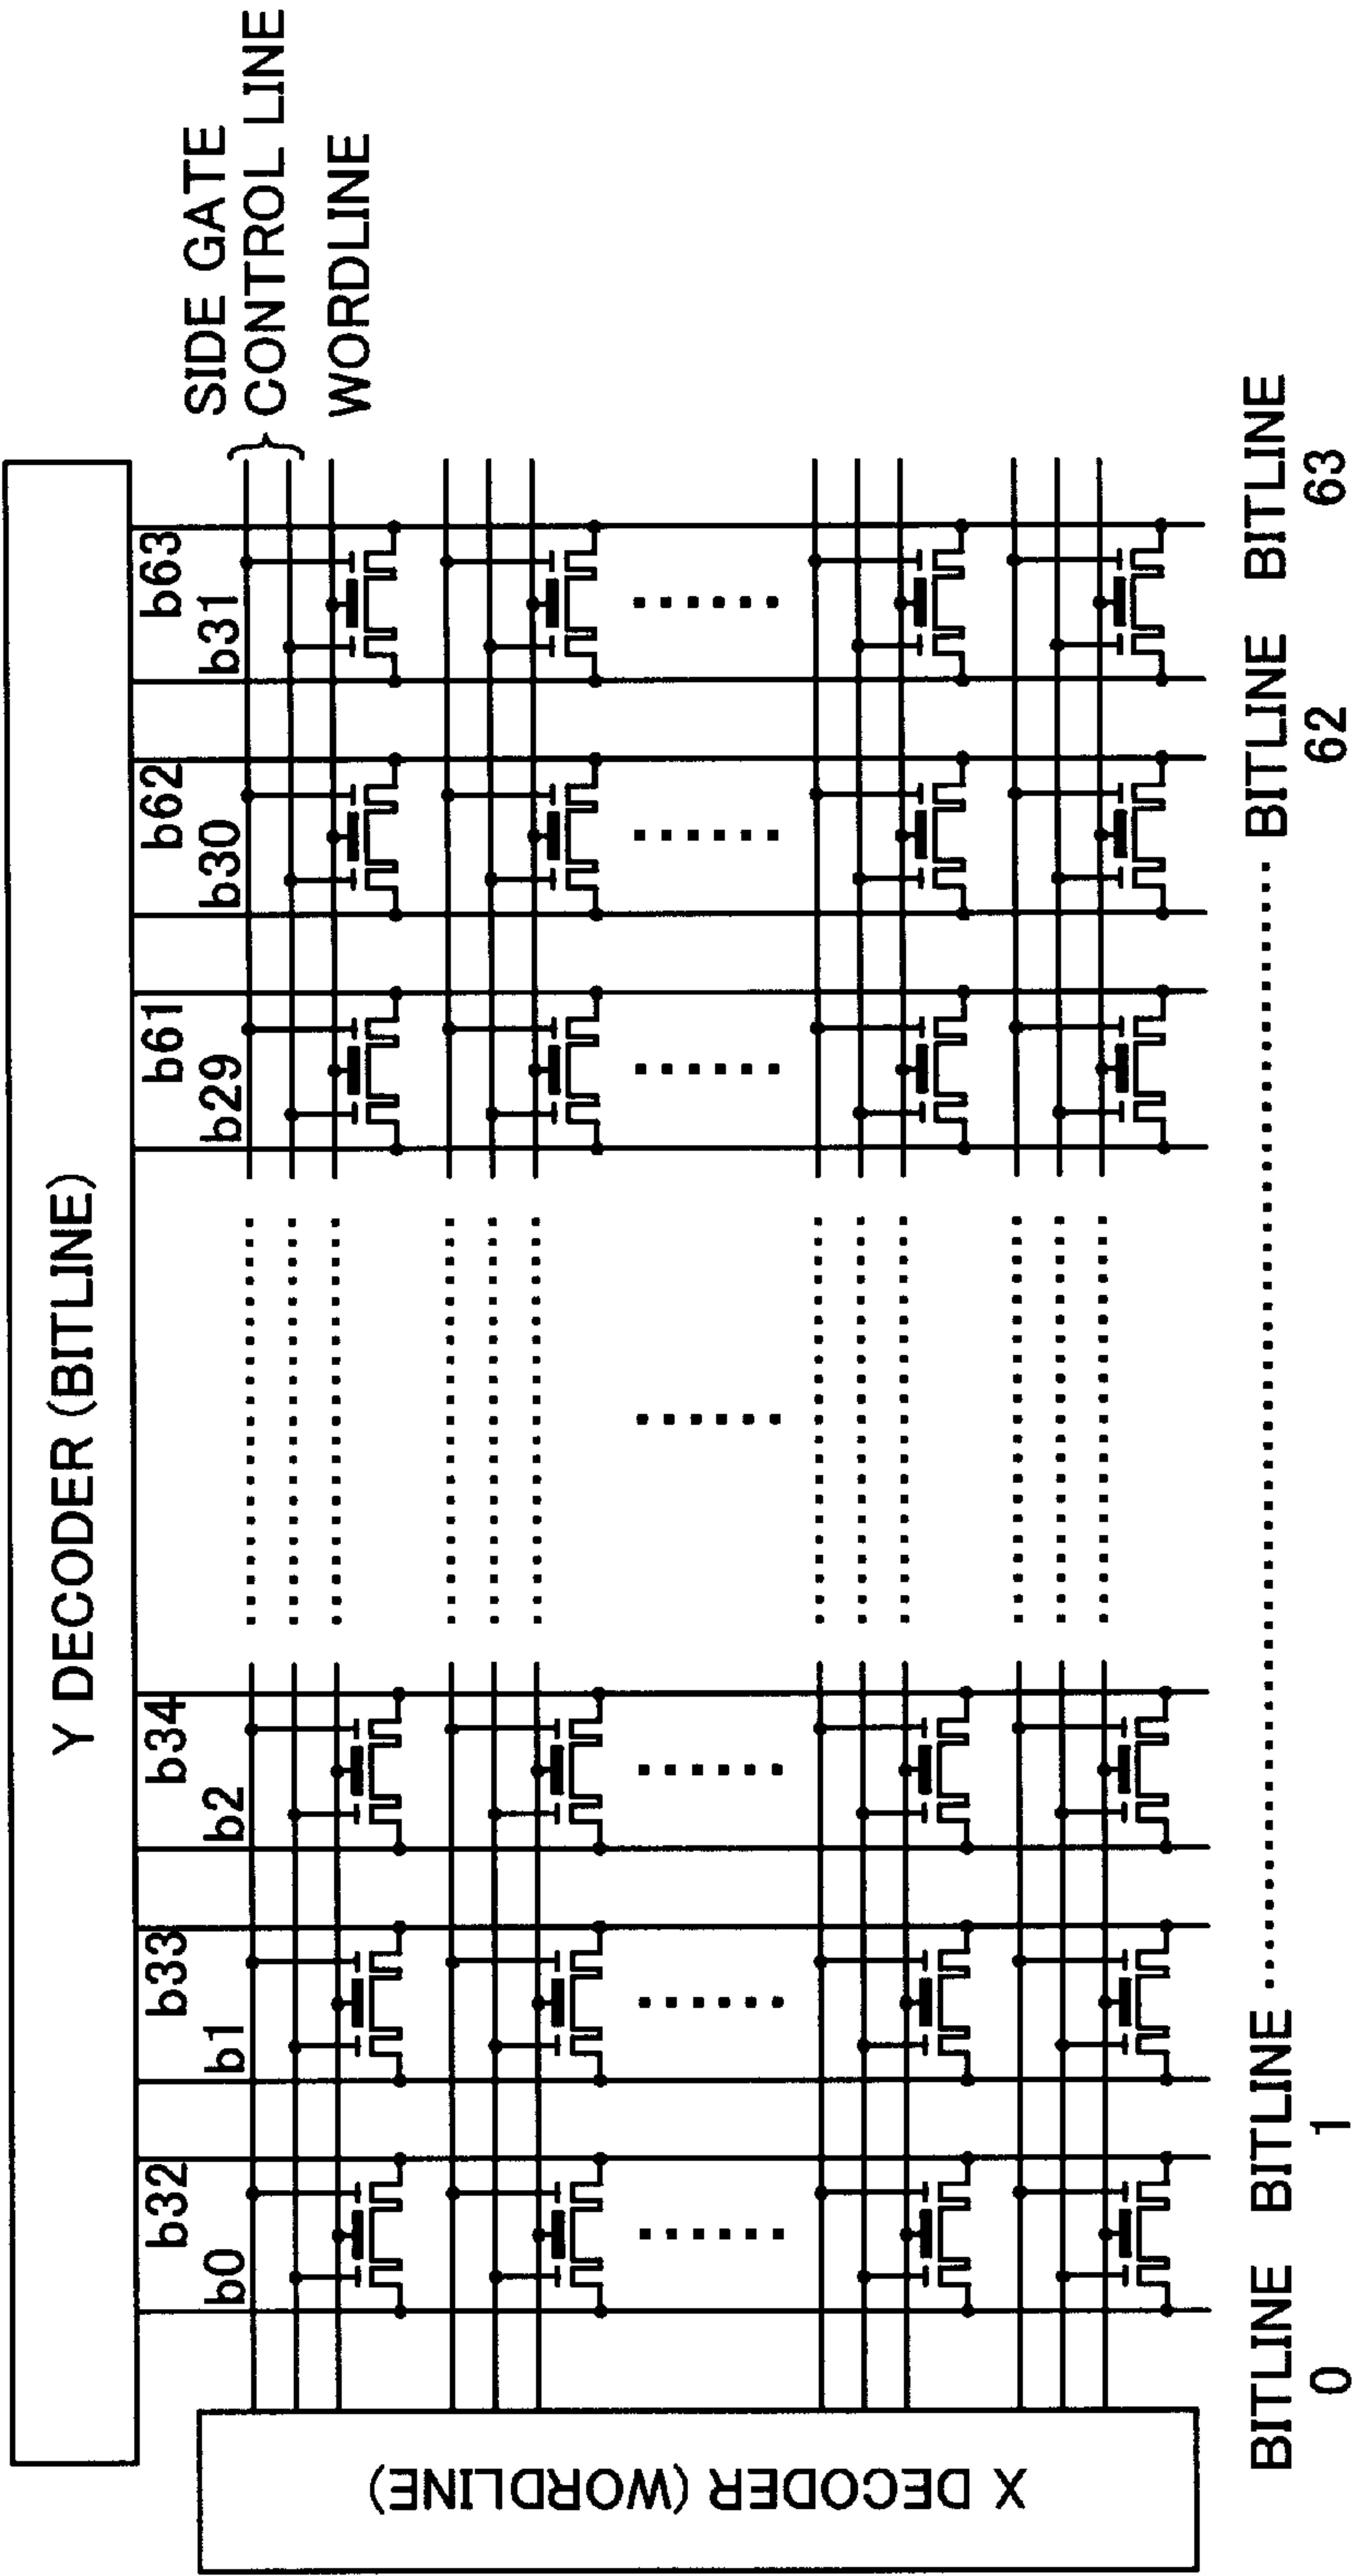 Y DECODER (BITLINE)
SIDE GATE
CONTROL LINE
WORDLINE
b32
b33
b34
b61
b62
b63
b0
b1
b2
b29
b30
b31
X DECODER (WORDLINE)
BITLINE
0
BITLINE
1
BITLINE
62
BITLINE
63